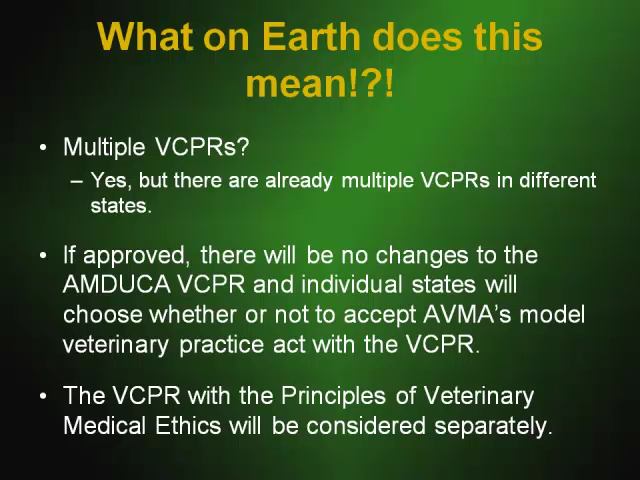 What on Earth does this
mean!?!
• Multiple VCPRs?
– Yes, but there are already multiple VCPRs in different
states.
• If approved, there will be no changes to the
AMDUCA VCPR and individual states will
choose whether or not to accept AVMA's model
veterinary practice act with the VCPR.
• The VCPR with the Principles of Veterinary
Medical Ethics will be considered separately.